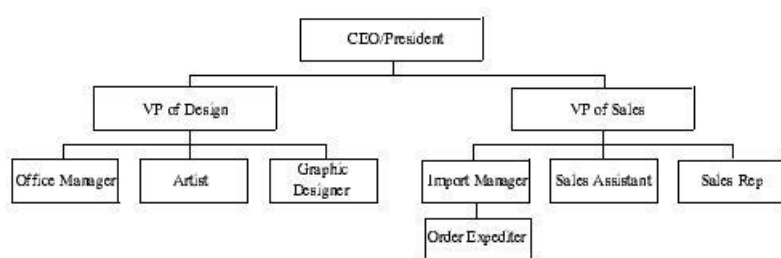 CEO/President
VP of Design
VP of Sales
Office Manager
Artist
Graphic
Designer
Import Manager
Sales Assistant
Sales Rep
Order Expediter